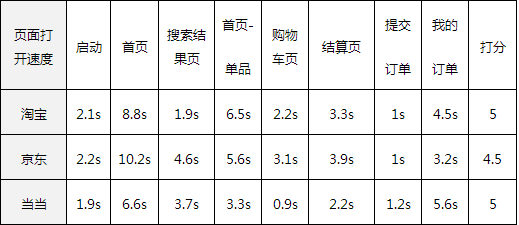 页面打开速度 启动 首页 搜索结果页 首页-单品 购物车页 结算页 提交订单 我的订单 打分
淘宝 2.1s 8.8s 1.9s 6.5s 2.2s 3.3s 1s 4.5s 5
京东 2.2s 10.2s 4.6s 5.6s 3.1s 3.9s 1s 3.2s 4.5
当当 1.9s 6.6s 3.7s 3.3s 0.9s 2.2s 1.2s 5.6s 5